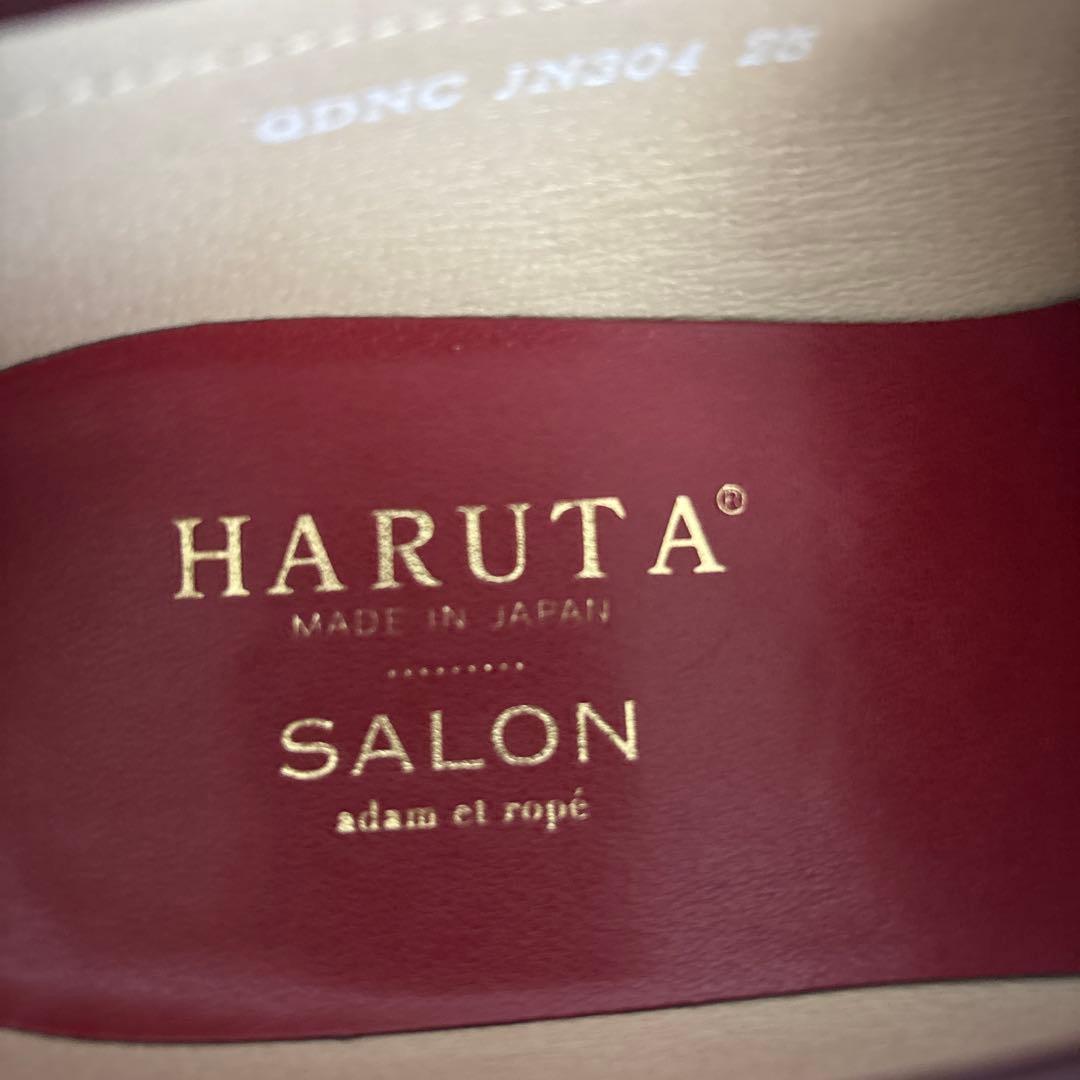 QDNC JN304 25
HARUTA®
MADE IN JAPAN
SALON
adam et ropé